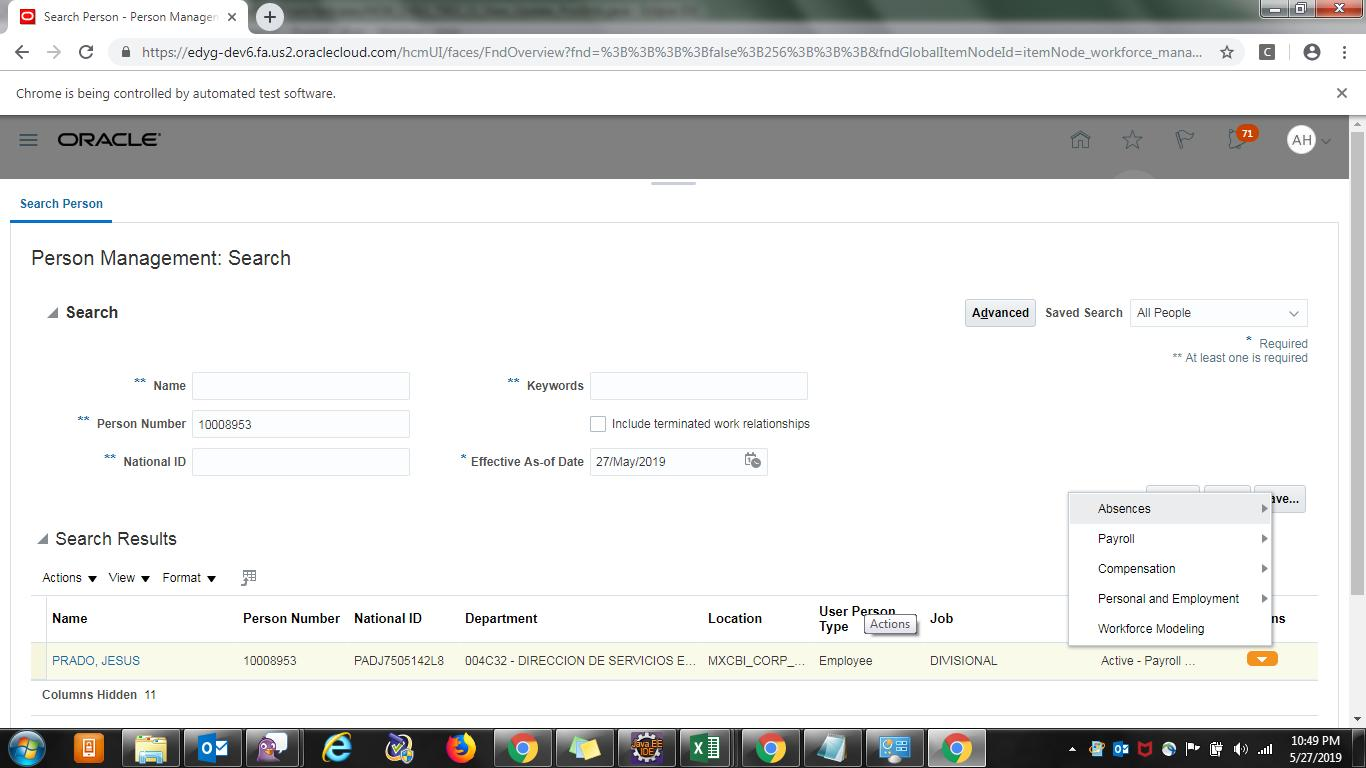 Search Person - Person Managen
https://edyg-dev6.fa.us2.oraclecloud.com/hcmUI/faces/FndOverview?fnd=%3B%3B%3B%3Bfalse%3B256%3B%3B%3B&fndGlobalItemNodeId=itemNode_workforce_mana...
C
Chrome is being controlled by automated test software.
ORACLE
71
AH
Search Person
Person Management: Search
Search
Advanced
Saved Search
All People
* Required
** At least one is required
** Name
** Keywords
** Person Number
10008953
Include terminated work relationships
** National ID
* Effective As-of Date
27/May/2019
ave...
Absences
Payroll
Compensation
Personal and Employment
Workforce Modeling
Search Results
Actions
View
Format
Name
Person Number
National ID
Department
Location
User Person Type
Actions
Job
ns
PRADO, JESUS
10008953
PADJ7505142L8
004C32 - DIRECCION DE SERVICIOS E...
MXCBI_CORP_...
Employee
DIVISIONAL
Active - Payroll ...
Columns Hidden 11
Java EE
IDE
10:49 PM
5/27/2019